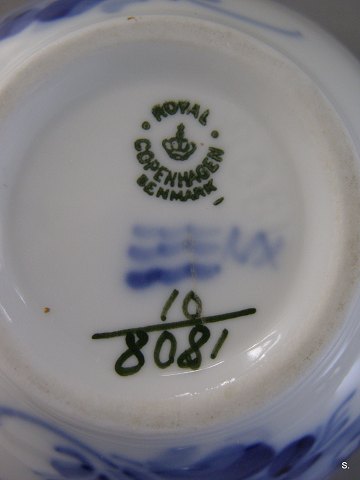 ROYAL
COPENHAGEN
DENMARK
10
8081
S.